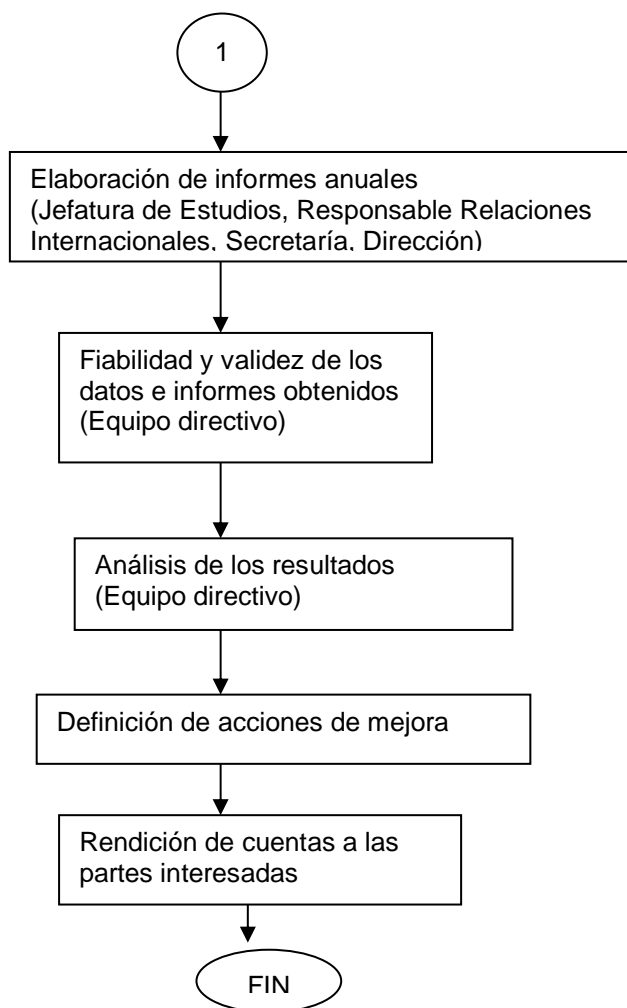 1
Elaboración de informes anuales
(Jefatura de Estudios, Responsable Relaciones
Internacionales, Secretaría, Dirección)
Fiabilidad y validez de los
datos e informes obtenidos
(Equipo directivo)
Análisis de los resultados
(Equipo directivo)
Definición de acciones de mejora
Rendición de cuentas a las
partes interesadas
FIN